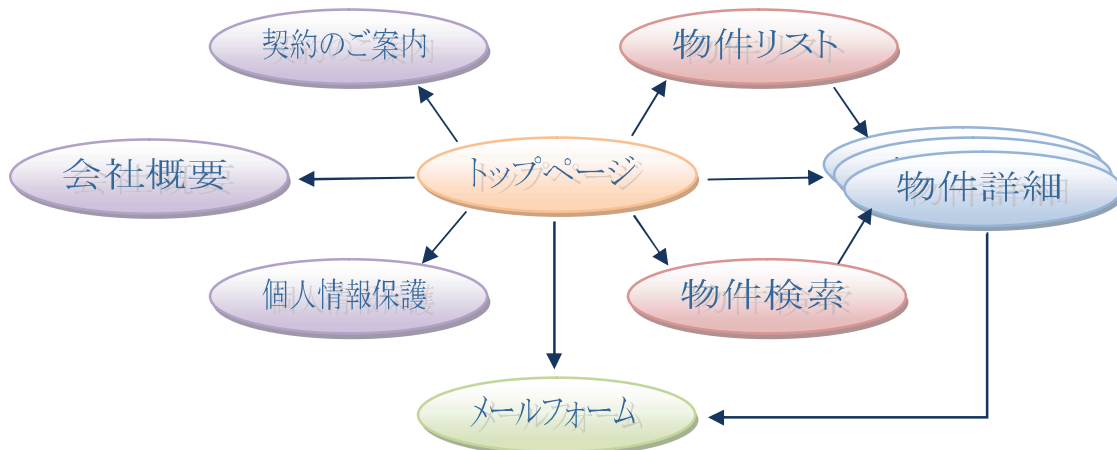 契約のご案内
物件リスト
会社概要
トップページ
物件詳細
個人情報保護
物件検索
メールフォーム